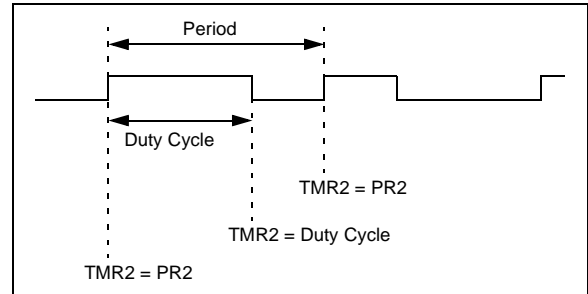 Period
Duty Cycle
TMR2 = PR2
TMR2 = Duty Cycle
TMR2 = PR2